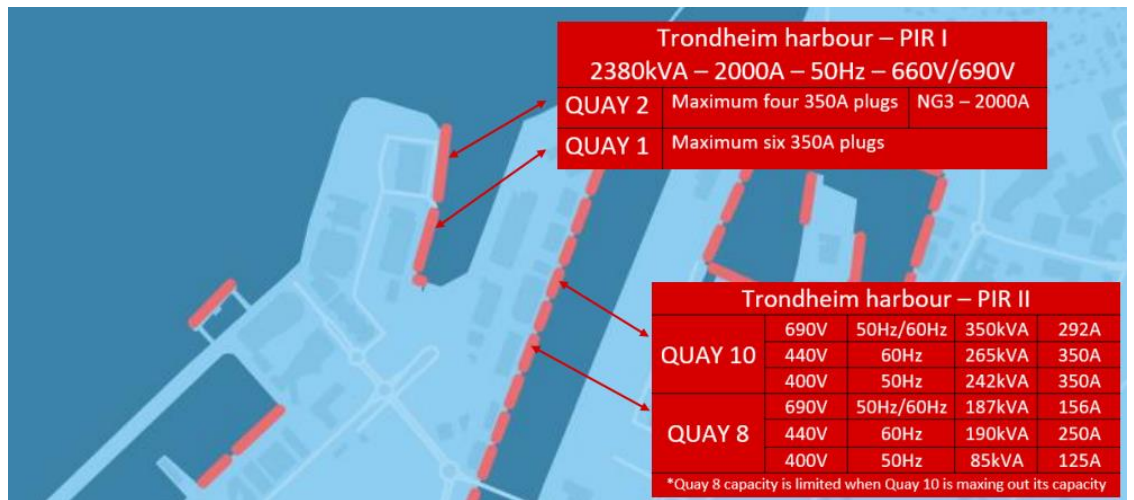 Trondheim harbour – PIR I
2380kVA – 2000A – 50Hz – 660V/690V
QUAY 2 Maximum four 350A plugs NG3 – 2000A
QUAY 1 Maximum six 350A plugs
Trondheim harbour – PIR II
QUAY 10
690V 50Hz/60Hz 350kVA 292A
440V 60Hz 265kVA 350A
400V 50Hz 242kVA 350A
QUAY 8
690V 50Hz/60Hz 187kVA 156A
440V 60Hz 190kVA 250A
400V 50Hz 85kVA 125A
*Quay 8 capacity is limited when Quay 10 is maxing out its capacity